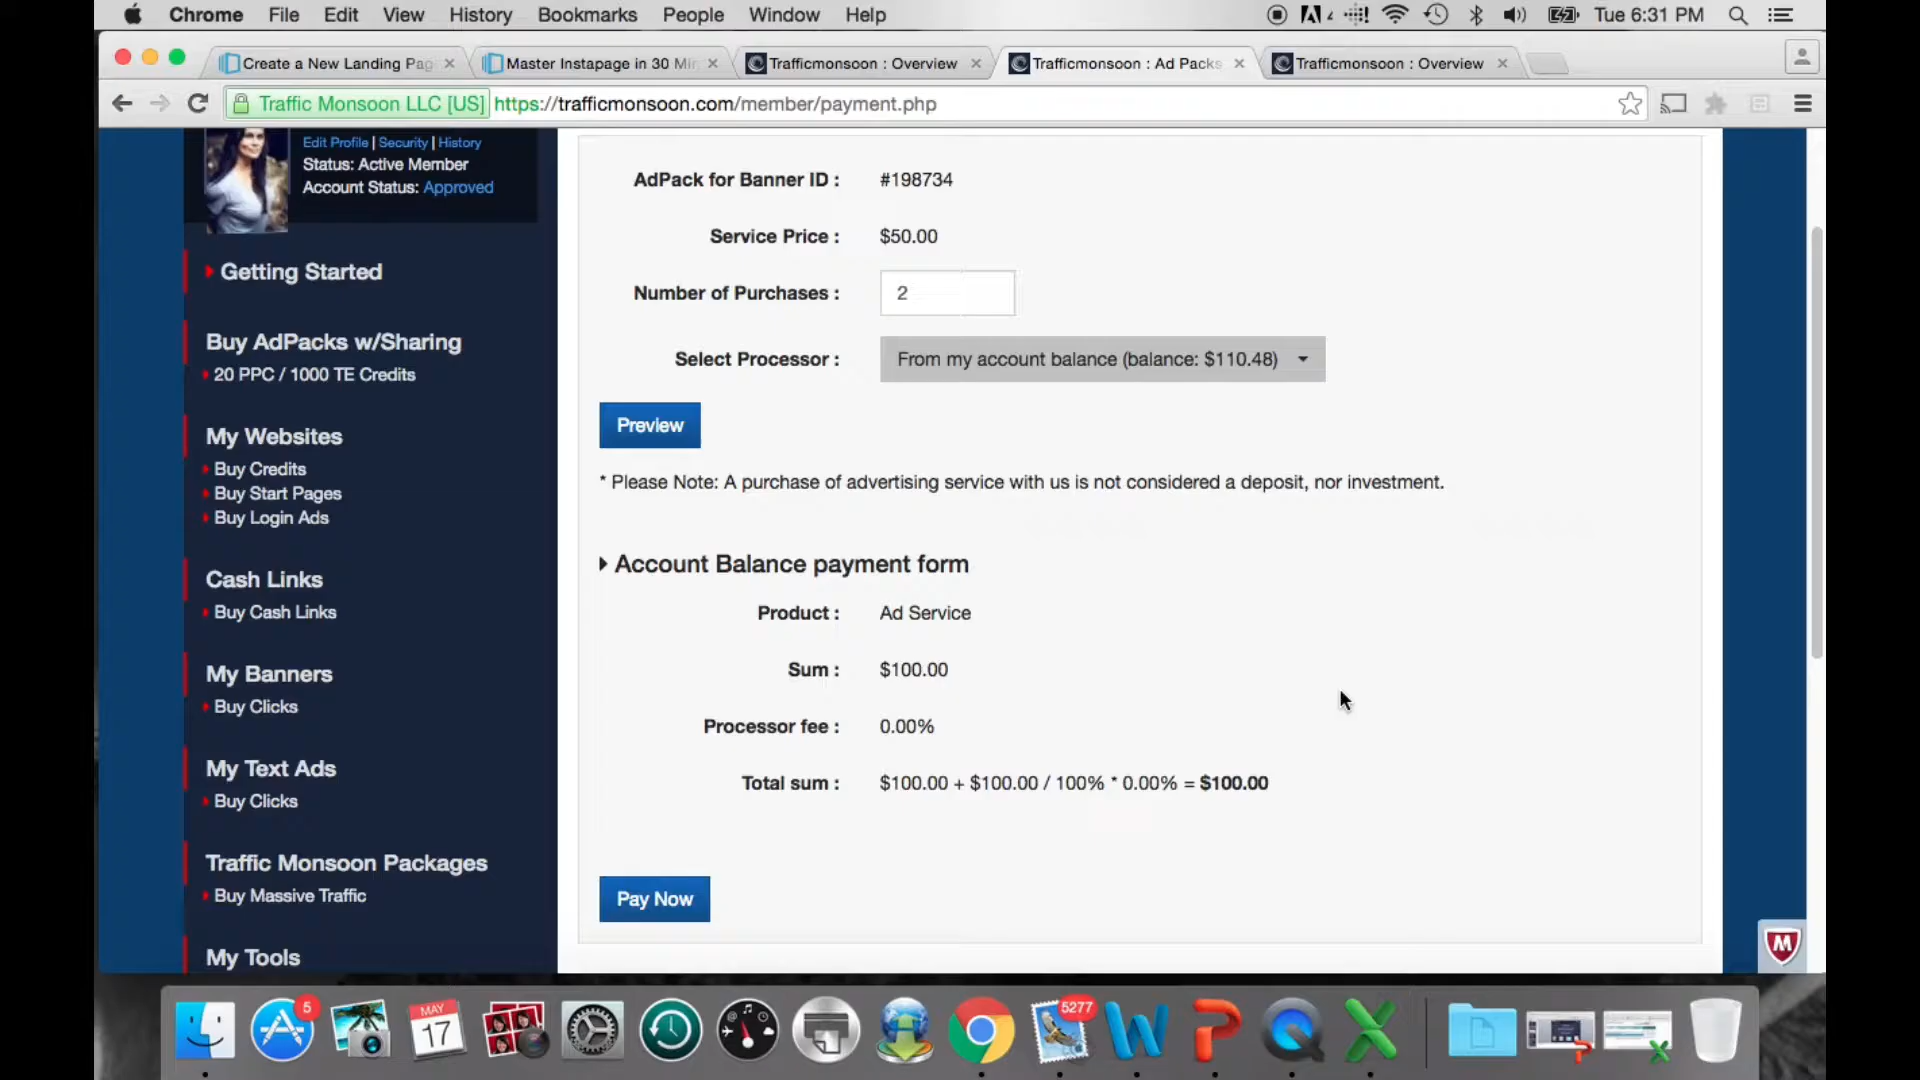 Chrome File Edit View History Bookmarks People Window Help Tue 6:31 PM
Create a New Landing Pag Master Instapage in 30 Mi Trafficmonsoon : Overview Trafficmonsoon : Ad Packs Trafficmonsoon : Overview
Traffic Monsoon LLC [US] https://trafficmonsoon.com/member/payment.php
Edit Profile | Security | History
Status: Active Member
Account Status: Approved
Getting Started
Buy AdPacks w/Sharing
20 PPC / 1000 TE Credits
My Websites
Buy Credits
Buy Start Pages
Buy Login Ads
Cash Links
Buy Cash Links
My Banners
Buy Clicks
My Text Ads
Buy Clicks
Traffic Monsoon Packages
Buy Massive Traffic
My Tools
AdPack for Banner ID : #198734
Service Price : $50.00
Number of Purchases : 2
Select Processor : From my account balance (balance: $110.48)
Preview
* Please Note: A purchase of advertising service with us is not considered a deposit, nor investment.
Account Balance payment form
Product : Ad Service
Sum : $100.00
Processor fee : 0.00%
Total sum : $100.00 + $100.00 / 100% * 0.00% = $100.00
Pay Now
5
MAY
17
5277